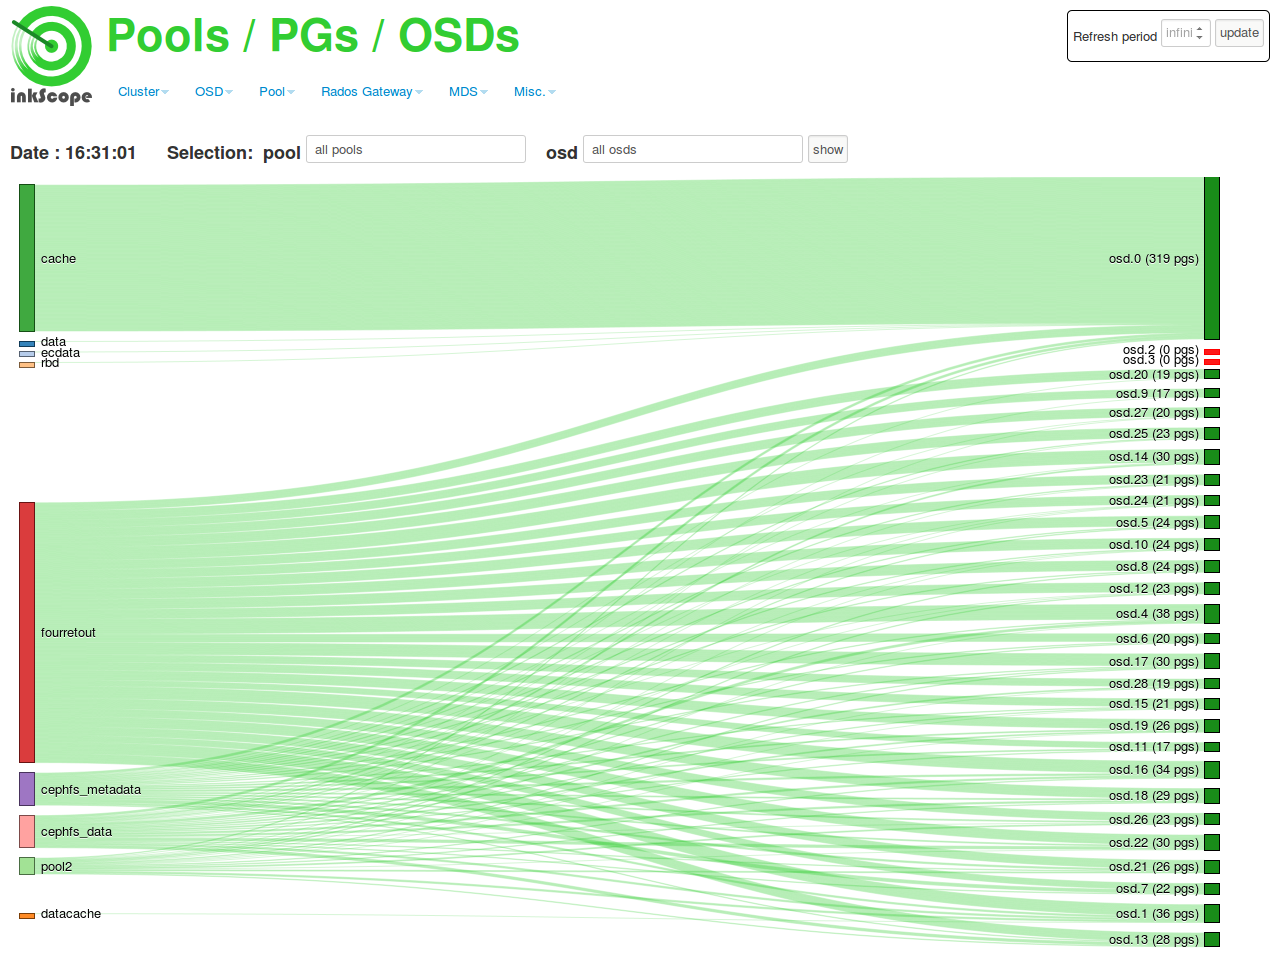 Pools / PGs / OSDs
Refresh period infini update
inkScope
Cluster OSD Pool Rados Gateway MDS Misc.
Date : 16:31:01 Selection: pool all pools osd all osds show
cache
data
ecdata
rbd
fourretout
cephfs_metadata
cephfs_data
pool2
datacache
osd.0 (319 pgs)
osd.2 (0 pgs)
osd.3 (0 pgs)
osd.20 (19 pgs)
osd.9 (17 pgs)
osd.27 (20 pgs)
osd.25 (23 pgs)
osd.14 (30 pgs)
osd.23 (21 pgs)
osd.24 (21 pgs)
osd.5 (24 pgs)
osd.10 (24 pgs)
osd.8 (24 pgs)
osd.12 (23 pgs)
osd.4 (38 pgs)
osd.6 (20 pgs)
osd.17 (30 pgs)
osd.28 (19 pgs)
osd.15 (21 pgs)
osd.19 (26 pgs)
osd.11 (17 pgs)
osd.16 (34 pgs)
osd.18 (29 pgs)
osd.26 (23 pgs)
osd.22 (30 pgs)
osd.21 (26 pgs)
osd.7 (22 pgs)
osd.1 (36 pgs)
osd.13 (28 pgs)